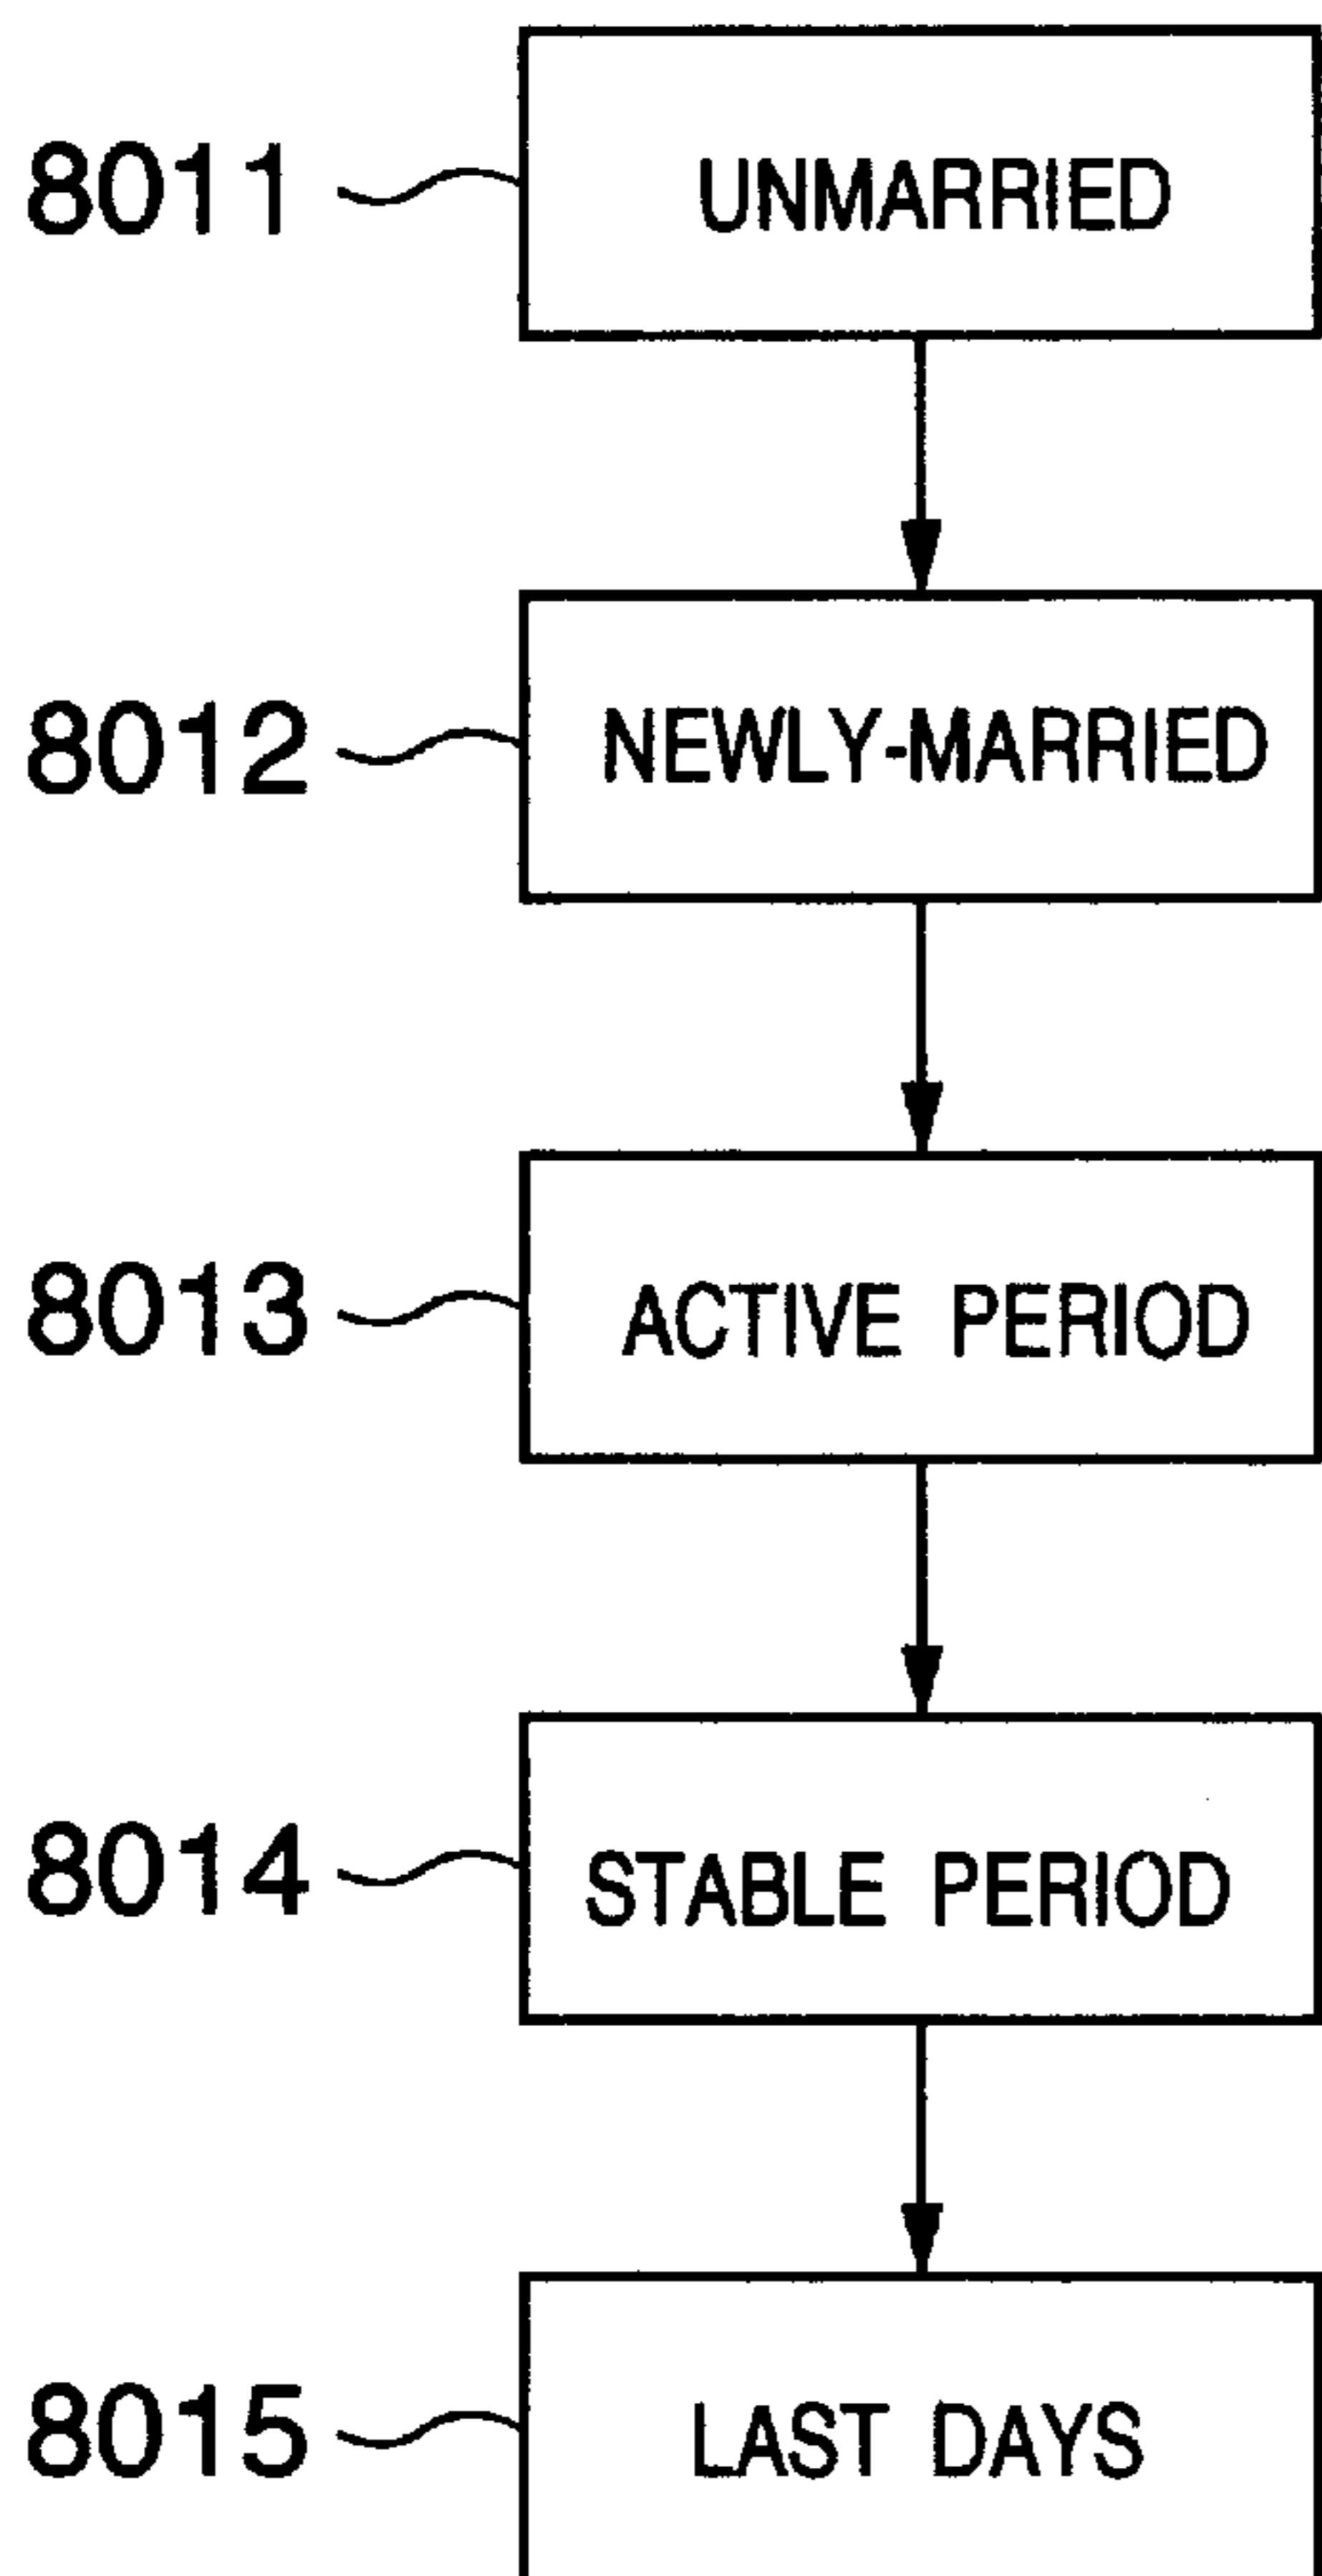 8011 UNMARRIED
8012 NEWLY-MARRIED
8013 ACTIVE PERIOD
8014 STABLE PERIOD
8015 LAST DAYS